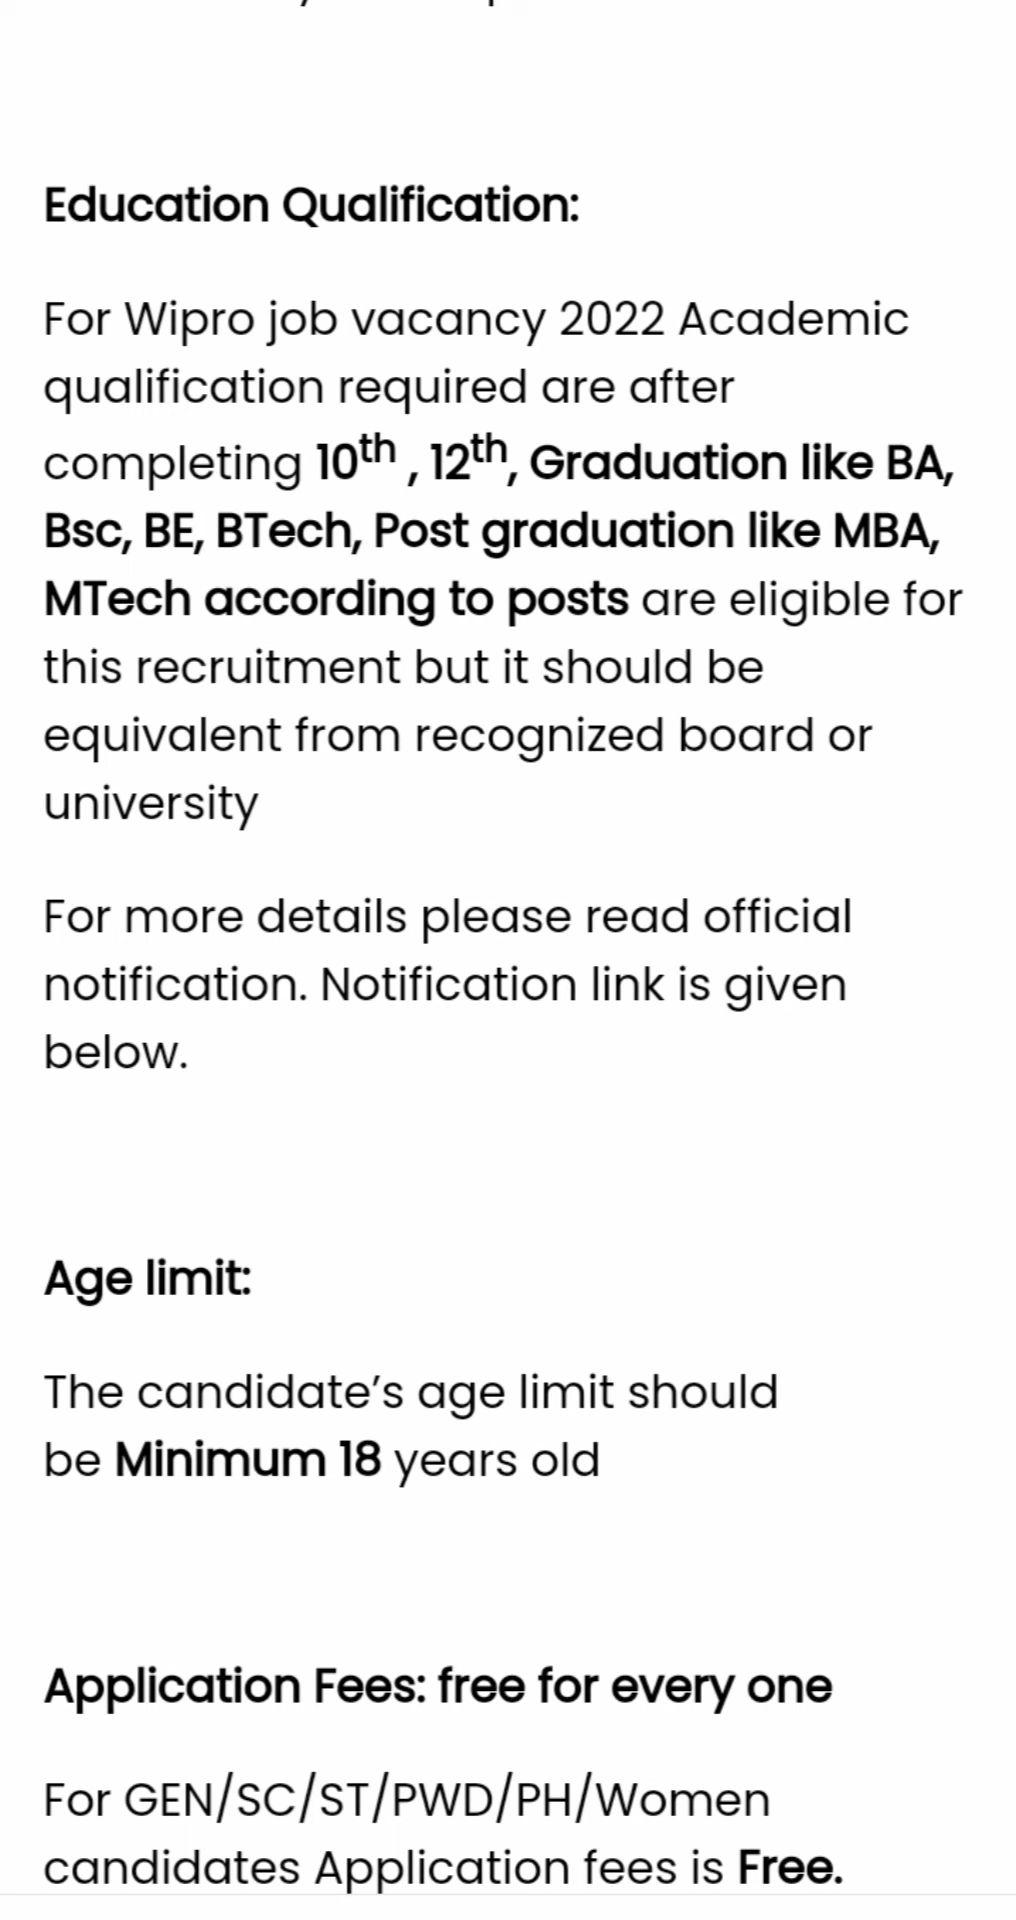 Education Qualification:
For Wipro job vacancy 2022 Academic
qualification required are after
completing 10th , 12th, Graduation like BA,
Bsc, BE, BTech, Post graduation like MBA,
MTech according to posts are eligible for
this recruitment but it should be
equivalent from recognized board or
university
For more details please read official
notification. Notification link is given
below.
Age limit:
The candidate’s age limit should
be Minimum 18 years old
Application Fees: free for every one
For GEN/SC/ST/PWD/PH/Women
candidates Application fees is Free.